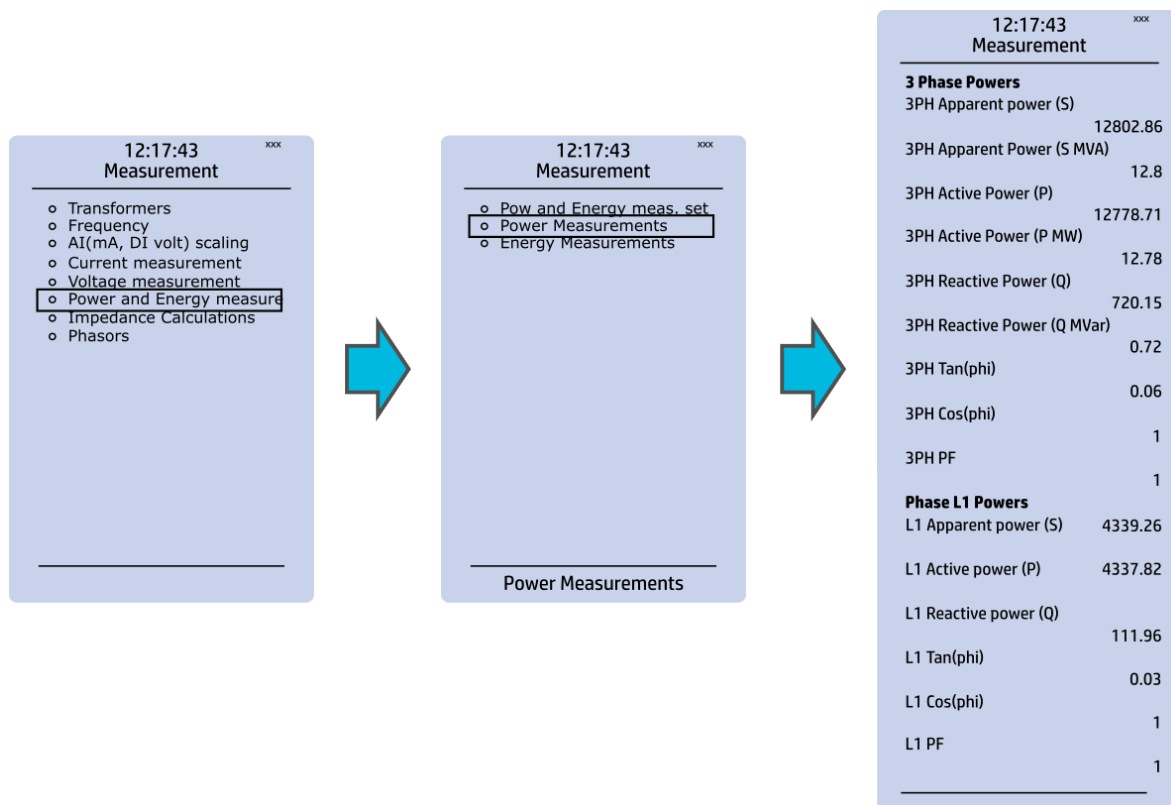 12:17:43 xxx
Measurement
Transformers
Frequency
AI(mA, DI volt) scaling
Current measurement
Voltage measurement
Power and Energy measure
Impedance Calculations
Phasors
12:17:43 xxx
Measurement
Pow and Energy meas. set
Power Measurements
Energy Measurements
Power Measurements
12:17:43 xxx
Measurement
3 Phase Powers
3PH Apparent power (S)
12802.86
3PH Apparent Power (S MVA)
12.8
3PH Active Power (P)
12778.71
3PH Active Power (P MW)
12.78
3PH Reactive Power (Q)
720.15
3PH Reactive Power (Q MVar)
0.72
3PH Tan(phi)
0.06
3PH Cos(phi)
1
3PH PF
1
Phase L1 Powers
L1 Apparent power (S) 4339.26
L1 Active power (P) 4337.82
L1 Reactive power (Q)
111.96
L1 Tan(phi)
0.03
L1 Cos(phi)
1
L1 PF
1